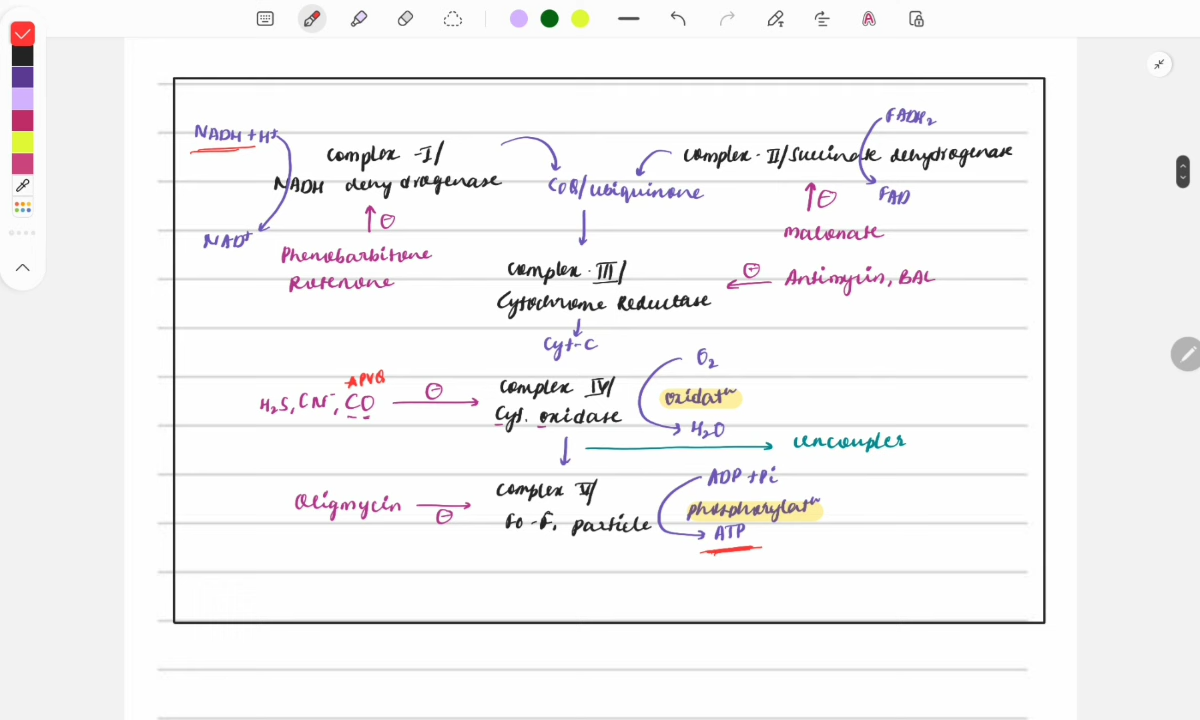 NADH + H+
Complex - I/
NADH dehydrogenase
NAD+
⊖
Phenobarbitone
Rotenone
CoQ/ubiquinone
Complex - II/Succinate dehydrogenase
FADH2
FAD
⊖
malonate
Complex - III/
Cytochrome Reductase
⊖
Antimycin, BAL
Cyt-C
APVQ
H2S, CN-, CO
⊖
Complex IV/
Cyt. oxidase
O2
oxidatn
H2O
uncoupler
Oligmycin
⊖
Complex V/
Fo-F1 particle
ADP + Pi
phosphorylatn
ATP
A